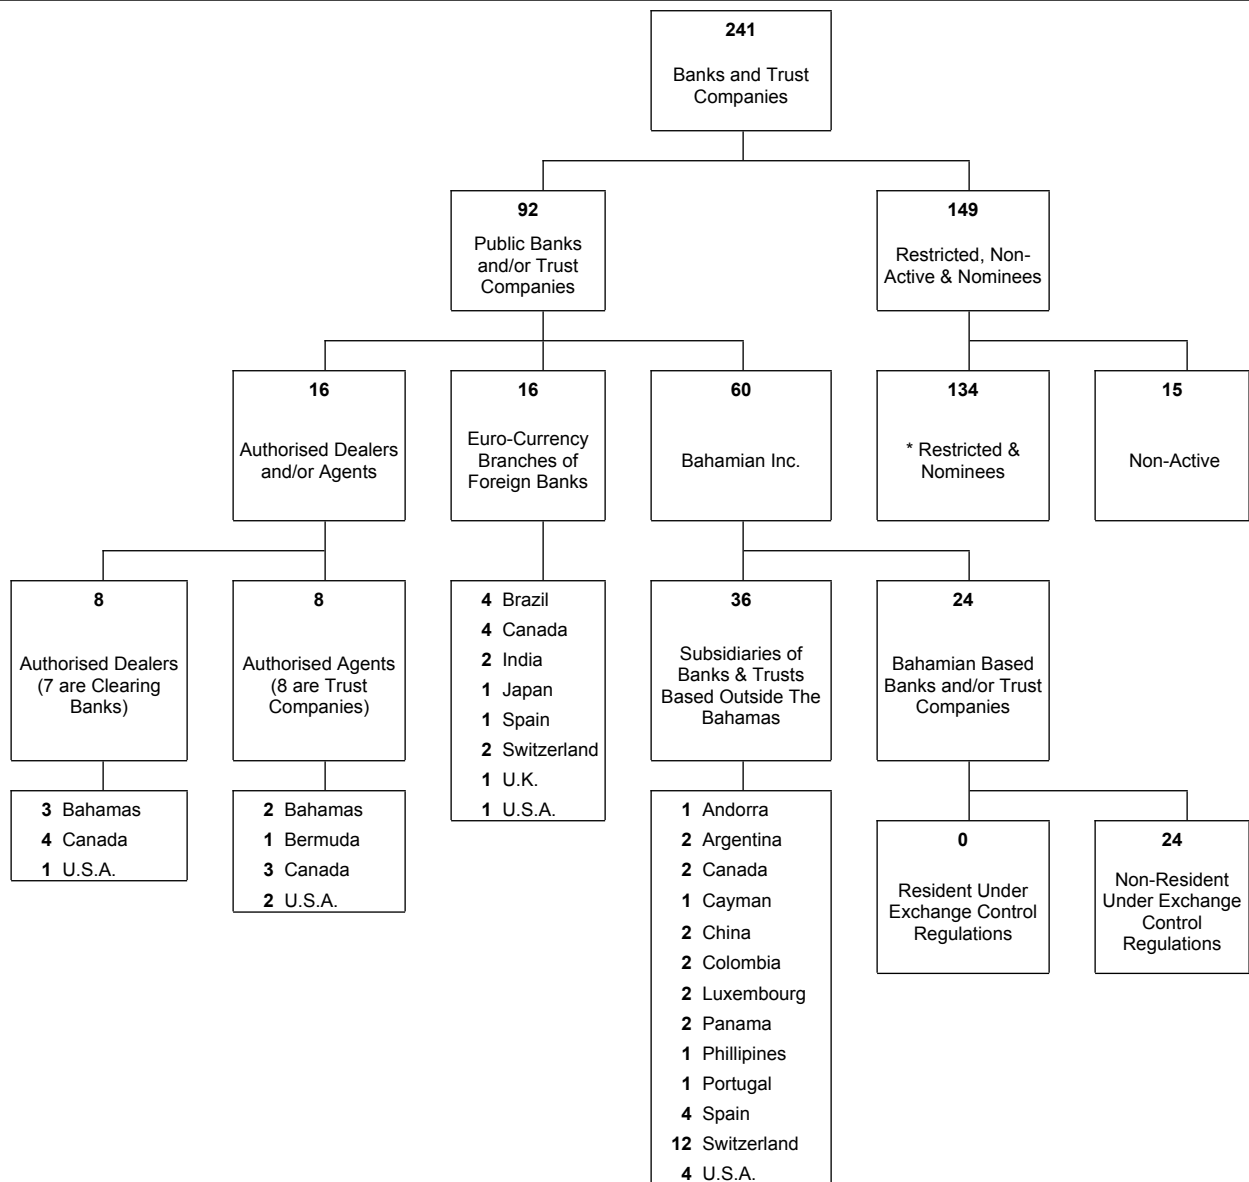 241
Banks and Trust
Companies
92
Public Banks
and/or Trust
Companies
149
Restricted, Non-
Active & Nominees
16
Authorised Dealers
and/or Agents
16
Euro-Currency
Branches of
Foreign Banks
60
Bahamian Inc.
134
* Restricted &
Nominees
15
Non-Active
8
Authorised Dealers
(7 are Clearing
Banks)
8
Authorised Agents
(8 are Trust
Companies)
4 Brazil
4 Canada
2 India
1 Japan
1 Spain
2 Switzerland
1 U.K.
1 U.S.A.
36
Subsidiaries of
Banks & Trusts
Based Outside The
Bahamas
24
Bahamian Based
Banks and/or Trust
Companies
3 Bahamas
4 Canada
1 U.S.A.
2 Bahamas
1 Bermuda
3 Canada
2 U.S.A.
1 Andorra
2 Argentina
2 Canada
1 Cayman
2 China
2 Colombia
2 Luxembourg
2 Panama
1 Phillipines
1 Portugal
4 Spain
12 Switzerland
4 U.S.A.
0
Resident Under
Exchange Control
Regulations
24
Non-Resident
Under Exchange
Control
Regulations